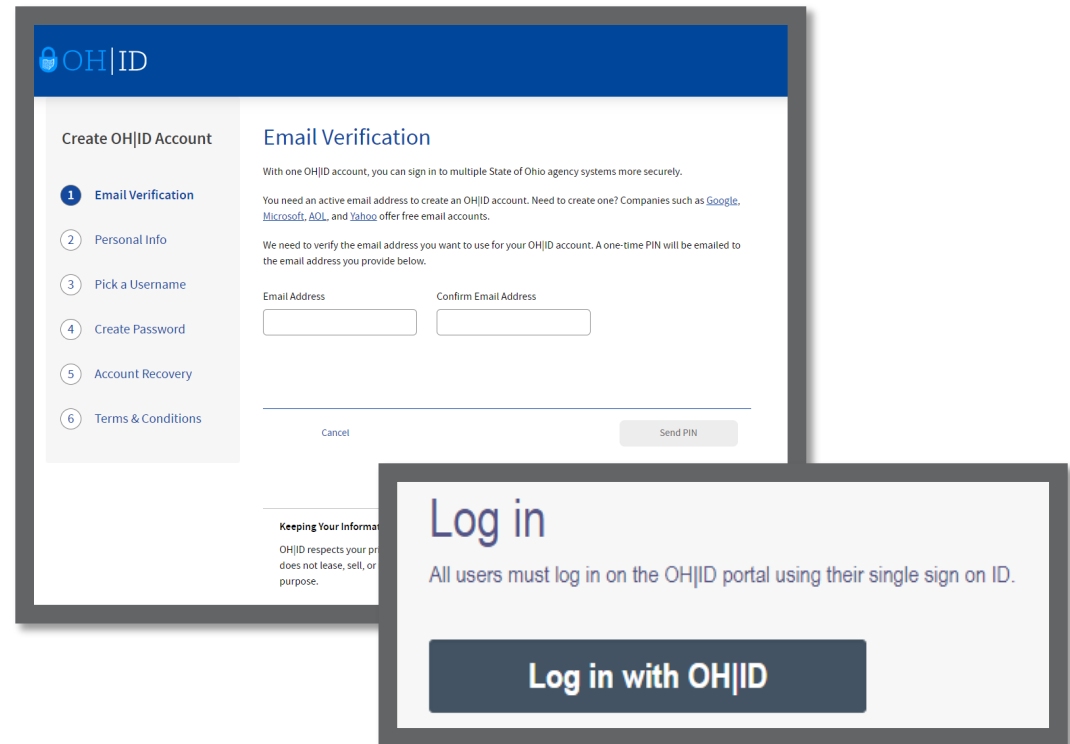 OH|ID
Create OH|ID Account
1 Email Verification
2 Personal Info
3 Pick a Username
4 Create Password
5 Account Recovery
6 Terms & Conditions
Email Verification
With one OH|ID account, you can sign in to multiple State of Ohio agency systems more securely.
You need an active email address to create an OH|ID account. Need to create one? Companies such as Google,
Microsoft, AOL, and Yahoo offer free email accounts.
We need to verify the email address you want to use for your OH|ID account. A one-time PIN will be emailed to
the email address you provide below.
Email Address Confirm Email Address
Cancel Send PIN
Keeping Your
OH|ID respects your
does not lease, sell, or
purpose.
Log in
All users must log in on the OH|ID portal using their single sign on ID.
Log in with OH|ID